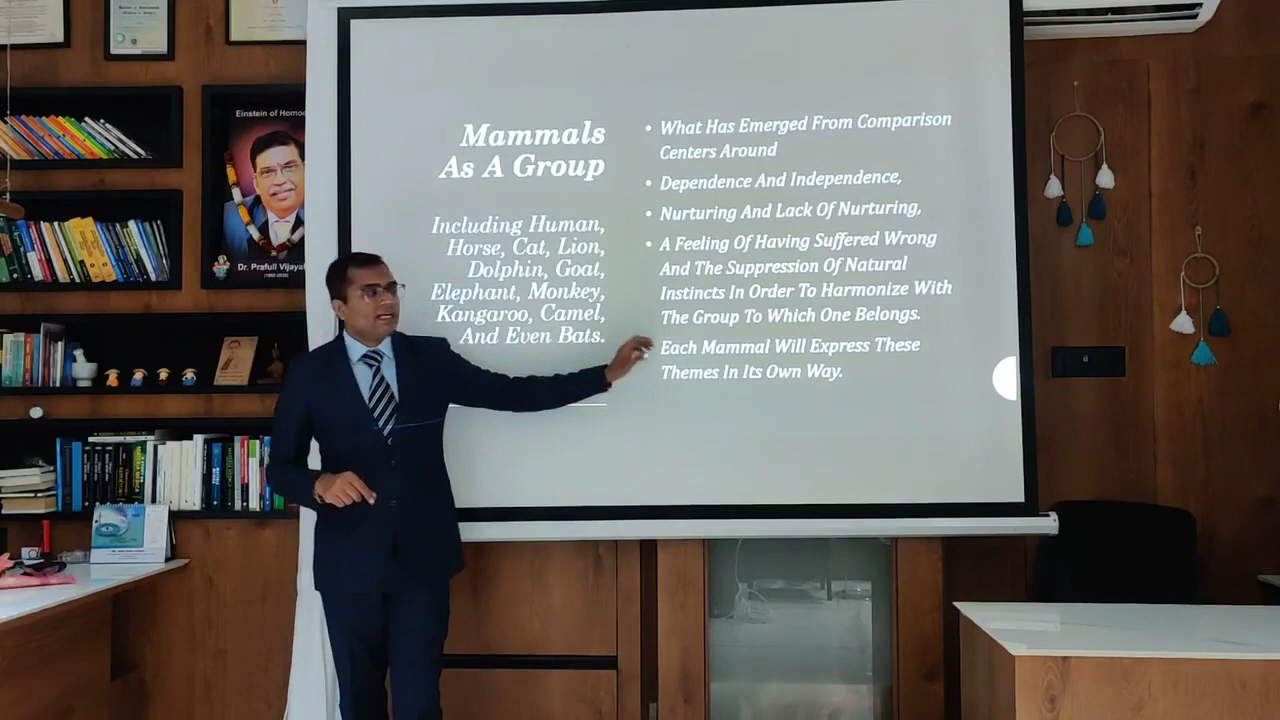 Einstein of Homoe
Dr. Prafull Vijayal
Mammals
As A Group
Including Human,
Horse, Cat, Lion,
Dolphin, Goat,
Elephant, Monkey,
Kangaroo, Camel,
And Even Bats.
• What Has Emerged From Comparison
Centers Around
• Dependence And Independence,
• Nurturing And Lack Of Nurturing,
• A Feeling Of Having Suffered Wrong
And The Suppression Of Natural
Instincts In Order To Harmonize With
The Group To Which One Belongs.
• Each Mammal Will Express These
Themes In Its Own Way.